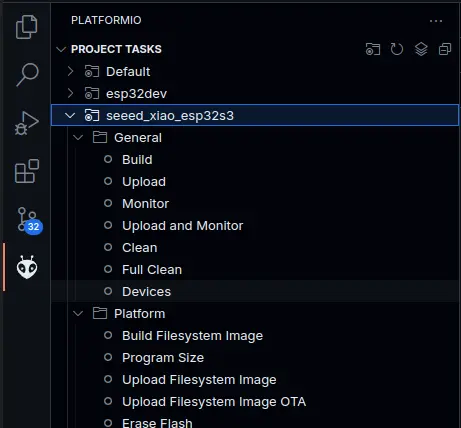 PLATFORMIO
PROJECT TASKS
Default
esp32dev
seeed_xiao_esp32s3
General
Build
Upload
Monitor
Upload and Monitor
32
Clean
Full Clean
Devices
Platform
Build Filesystem Image
Program Size
Upload Filesystem Image
Upload Filesystem Image OTA
Erase Flash